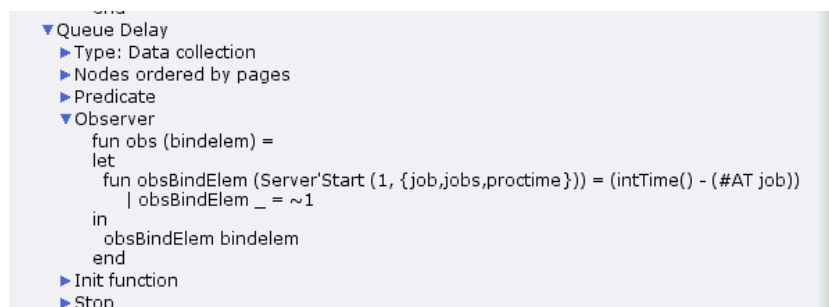 end
Queue Delay
Type: Data collection
Nodes ordered by pages
Predicate
Observer
fun obs (bindelem) =
let
fun obsBindElem (Server'Start (1, {job,jobs,proctime})) = (intTime() - (#AT job))
| obsBindElem _ = ~1
in
obsBindElem bindelem
end
Init function
Stop